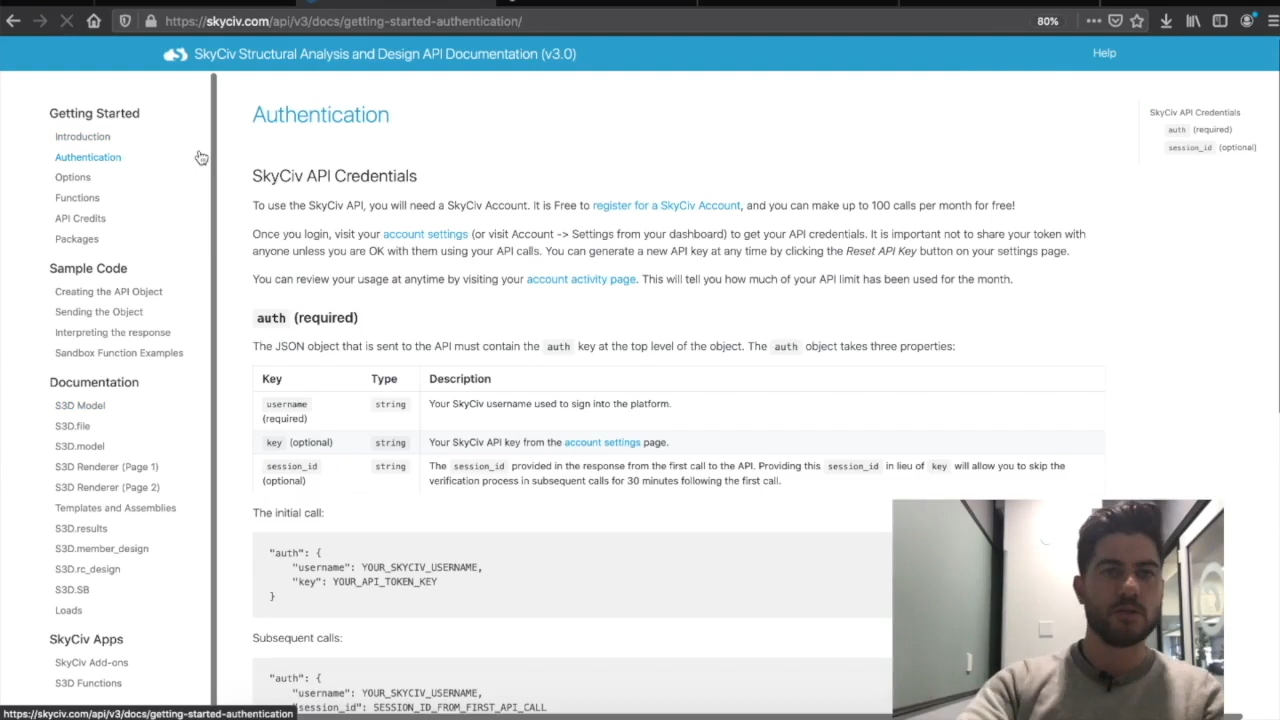 https://skyciv.com/api/v3/docs/getting-started-authentication/
80%
SkyCiv Structural Analysis and Design API Documentation (v3.0)
Help
Getting Started
Introduction
Authentication
Options
Functions
API Credits
Packages
Sample Code
Creating the API Object
Sending the Object
Interpreting the response
Sandbox Function Examples
Documentation
S3D Model
S3D.file
S3D.model
S3D Renderer (Page 1)
S3D Renderer (Page 2)
Templates and Assemblies
S3D.results
S3D.member_design
S3D.rc_design
S3D.SB
Loads
SkyCiv Apps
SkyCiv Add-ons
S3D Functions
Authentication
SkyCiv API Credentials
To use the SkyCiv API, you will need a SkyCiv Account. It is Free to register for a SkyCiv Account, and you can make up to 100 calls per month for free!
Once you login, visit your account settings (or visit Account -> Settings from your dashboard) to get your API credentials. It is important not to share your token with
anyone unless you are OK with them using your API calls. You can generate a new API key at any time by clicking the Reset API Key button on your settings page.
You can review your usage at anytime by visiting your account activity page. This will tell you how much of your API limit has been used for the month.
auth (required)
The JSON object that is sent to the API must contain the auth key at the top level of the object. The auth object takes three properties:
Key Type Description
username (required) string Your SkyCiv username used to sign into the platform.
key (optional) string Your SkyCiv API key from the account settings page.
session_id (optional) string The session_id provided in the response from the first call to the API. Providing this session_id in lieu of key will allow you to skip the
verification process in subsequent calls for 30 minutes following the first call.
The initial call:
"auth": {
"username": YOUR_SKYCIV_USERNAME,
"key": YOUR_API_TOKEN_KEY
}
Subsequent calls:
"auth": {
"username": YOUR_SKYCIV_USERNAME,
"session_id": SESSION_ID_FROM_FIRST_API_CALL
SkyCiv API Credentials
auth (required)
session_id (optional)
https://skyciv.com/api/v3/docs/getting-started-authentication